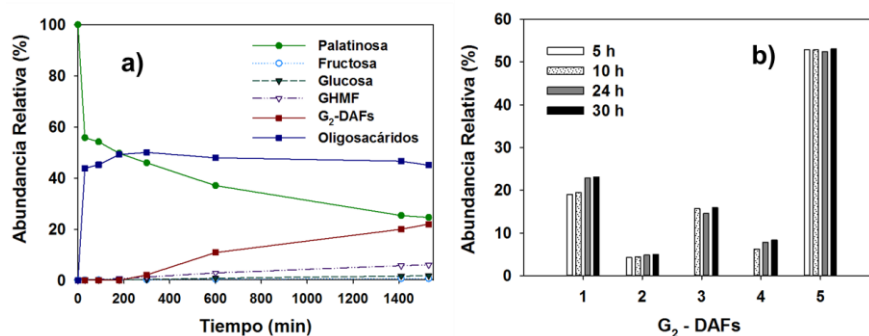 a)
Abundancia Relativa (%)
100
80
60
40
20
0
Palatinosa
Fructosa
Glucosa
GHMF
G₂-DAFs
Oligosacáridos
0 200 400 600 800 1000 1200 1400
Tiempo (min)
b)
Abundancia Relativa (%)
60
50
40
30
20
10
0
5 h
10 h
24 h
30 h
1 2 3 4 5
G₂ - DAFs